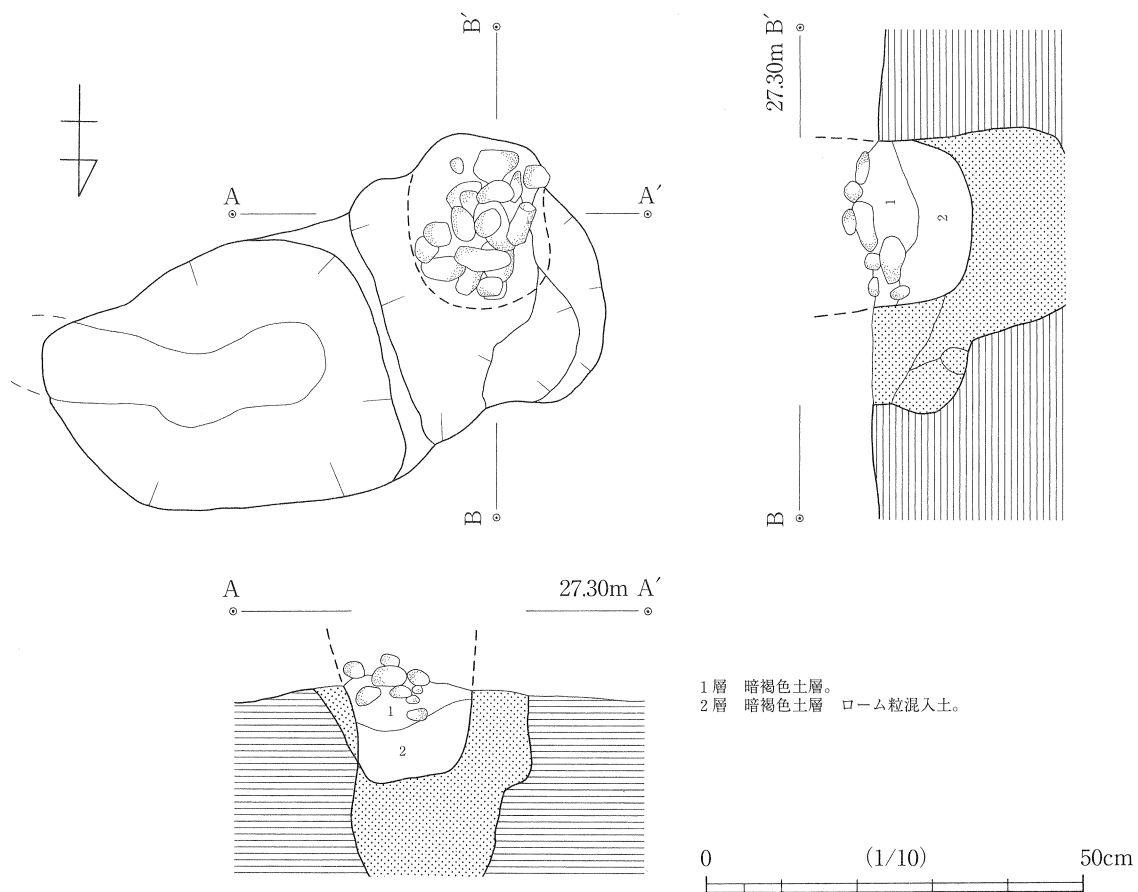 B′
A
A′
B
27.30m B′
1
2
B
A
27.30m A′
1
2
1層 暗褐色土層。
2層 暗褐色土層 ローム粒混入土。
0
(1/10)
50cm